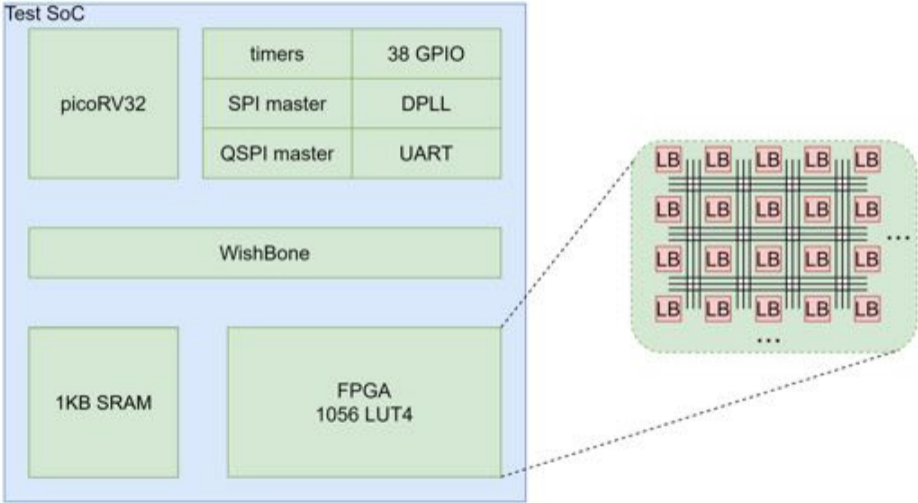 Test SoC
picoRV32
timers
38 GPIO
SPI master
DPLL
QSPI master
UART
WishBone
1KB SRAM
FPGA
1056 LUT4
LB LB LB LB LB
LB LB LB LB LB
...
LB LB LB LB LB
LB LB LB LB LB
...